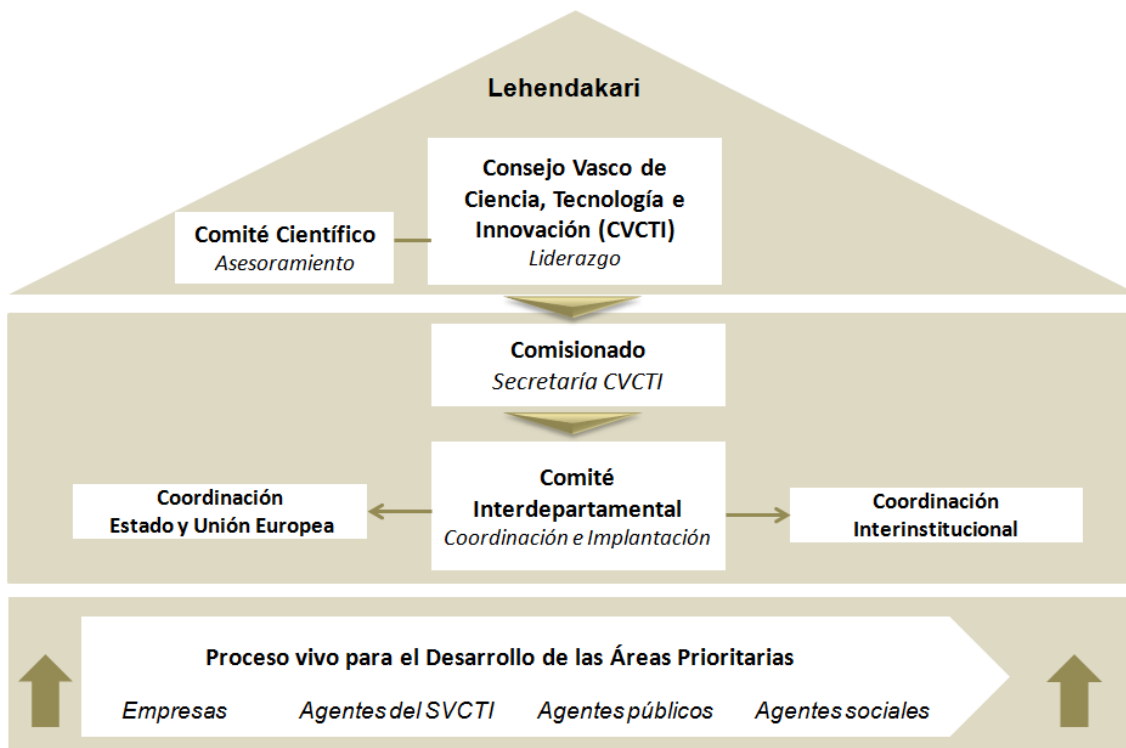 Lehendakari
Consejo Vasco de
Ciencia, Tecnología e
Innovación (CVCTI)
Liderazgo
Comité Científico
Asesoramiento
Comisionado
Secretaría CVCTI
Comité
Interdepartamental
Coordinación e Implantación
Coordinación
Estado y Unión Europea
Coordinación
Interinstitucional
Proceso vivo para el Desarrollo de las Áreas Prioritarias
Empresas Agentes del SVCTI Agentes públicos Agentes sociales